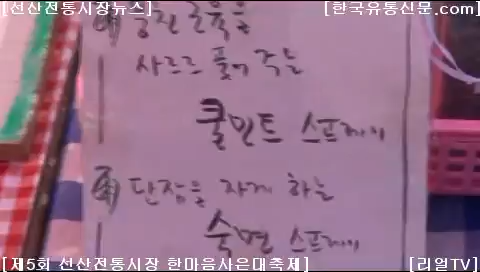 [선산전통시장뉴스] [한국유통신문.com]
근육을
사르르 풀어 주는
쿨민트 스프레이
단잠을 자게 하는
숙면 스프레이
[제5회 선산전통시장 한마음사은대축제] [리얼TV]